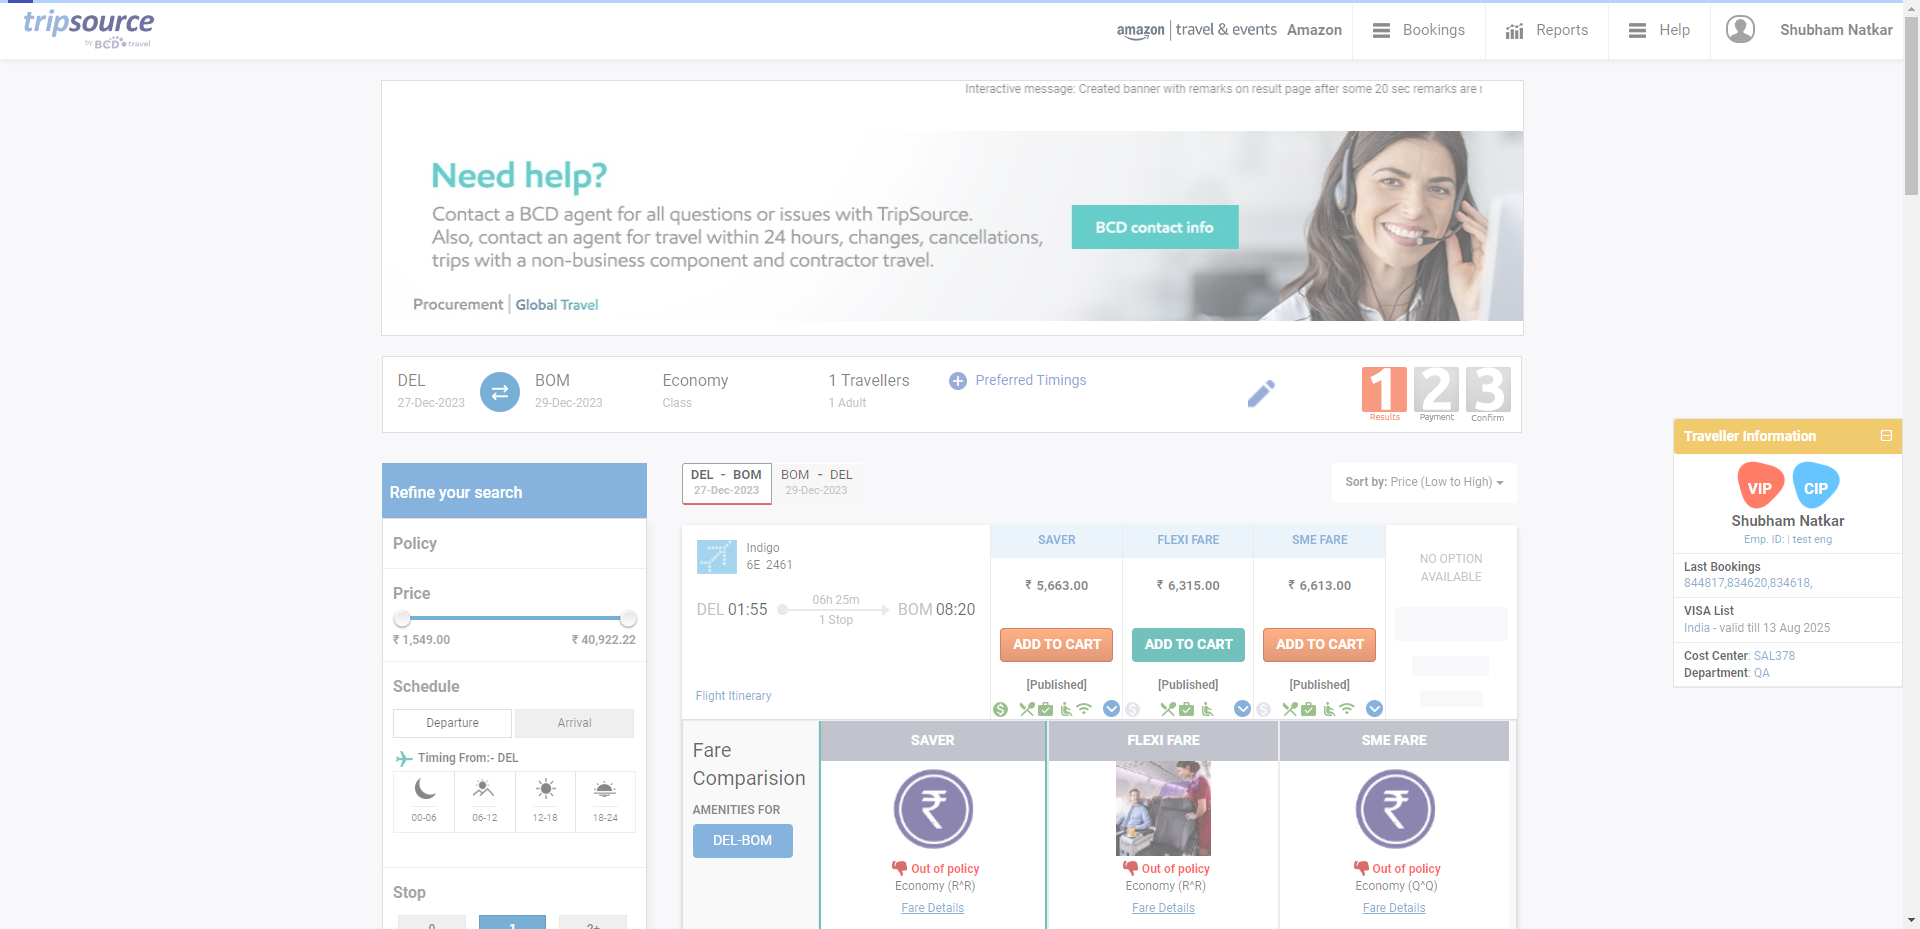 tripsource
by BCD travel
amazon | travel & events Amazon
Bookings
Reports
Help
Shubham Natkar
Interactive message: Created banner with remarks on result page after some 20 sec remarks are
Need help?
Contact a BCD agent for all questions or issues with TripSource.
Also, contact an agent for travel within 24 hours, changes, cancellations,
trips with a non-business component and contractor travel.
BCD contact info
Procurement | Global Travel
DEL
27-Dec-2023
BOM
29-Dec-2023
Economy
Class
1 Travellers
1 Adult
Preferred Timings
1 2 3
Results Payment Confirm
Traveller Information
VIP CIP
Shubham Natkar
Emp. ID: | test eng
Last Bookings
844817,834620,834618,
VISA List
India - valid till 13 Aug 2025
Cost Center: SAL378
Department: QA
Refine your search
Policy
Price
₹ 1,549.00 ₹ 40,922.22
Schedule
Departure Arrival
Timing From:- DEL
00-06 06-12 12-18 18-24
Stop
0 1 2+
DEL - BOM
27-Dec-2023
BOM - DEL
29-Dec-2023
Sort by: Price (Low to High)
Indigo
6E 2461
DEL 01:55
06h 25m
1 Stop
BOM 08:20
Flight Itinerary
SAVER FLEXI FARE SME FARE
₹ 5,663.00 ₹ 6,315.00 ₹ 6,613.00
ADD TO CART ADD TO CART ADD TO CART
[Published] [Published] [Published]
NO OPTION
AVAILABLE
Fare
Comparision
AMENITIES FOR
DEL-BOM
SAVER FLEXI FARE SME FARE
Out of policy Out of policy Out of policy
Economy (R^R) Economy (R^R) Economy (Q^Q)
Fare Details Fare Details Fare Details